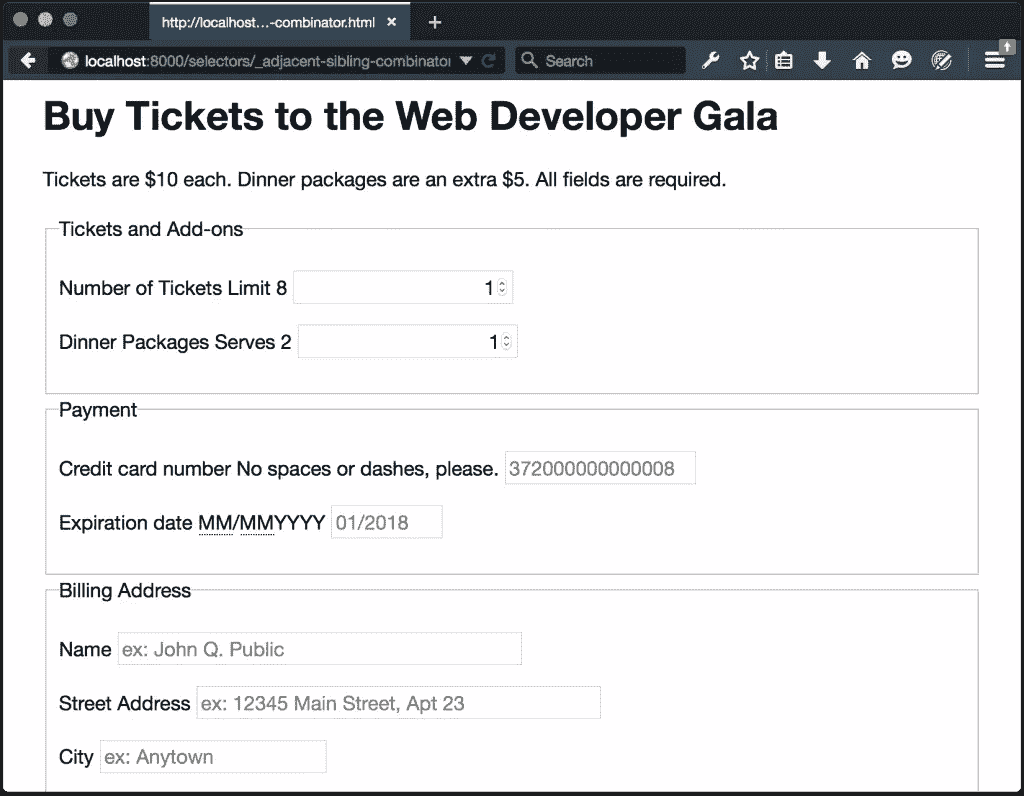 http://localhost...-combinator.html
localhost:8000/selectors/_adjacent-sibling-combinator
Search
Buy Tickets to the Web Developer Gala
Tickets are $10 each. Dinner packages are an extra $5. All fields are required.
Tickets and Add-ons
Number of Tickets Limit 8 1
Dinner Packages Serves 2 1
Payment
Credit card number No spaces or dashes, please. 372000000000008
Expiration date MM/MMYYYY 01/2018
Billing Address
Name ex: John Q. Public
Street Address ex: 12345 Main Street, Apt 23
City ex: Anytown